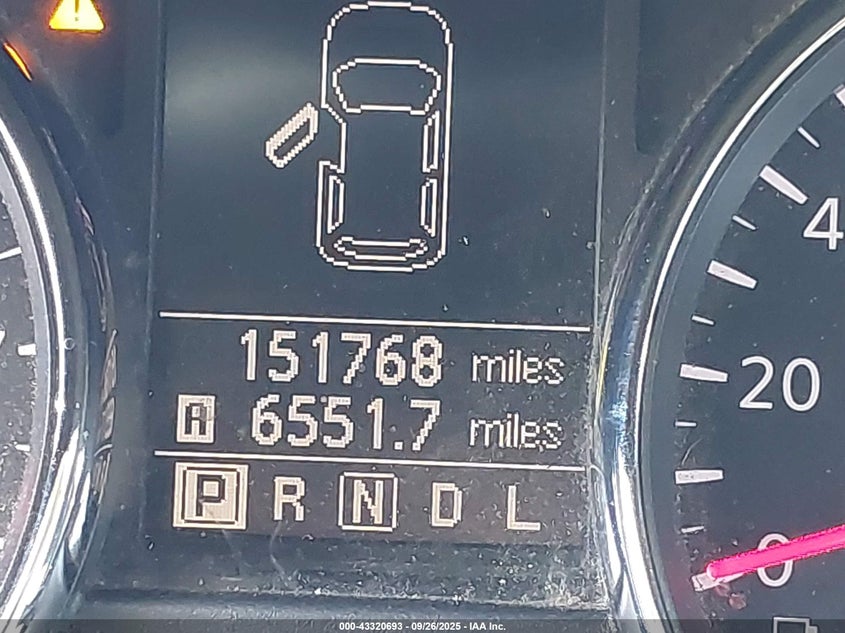 151768 miles
A 6551.7 miles
P R N D L
4
20
0
000-43320693 - 09/26/2025 - IAA Inc.